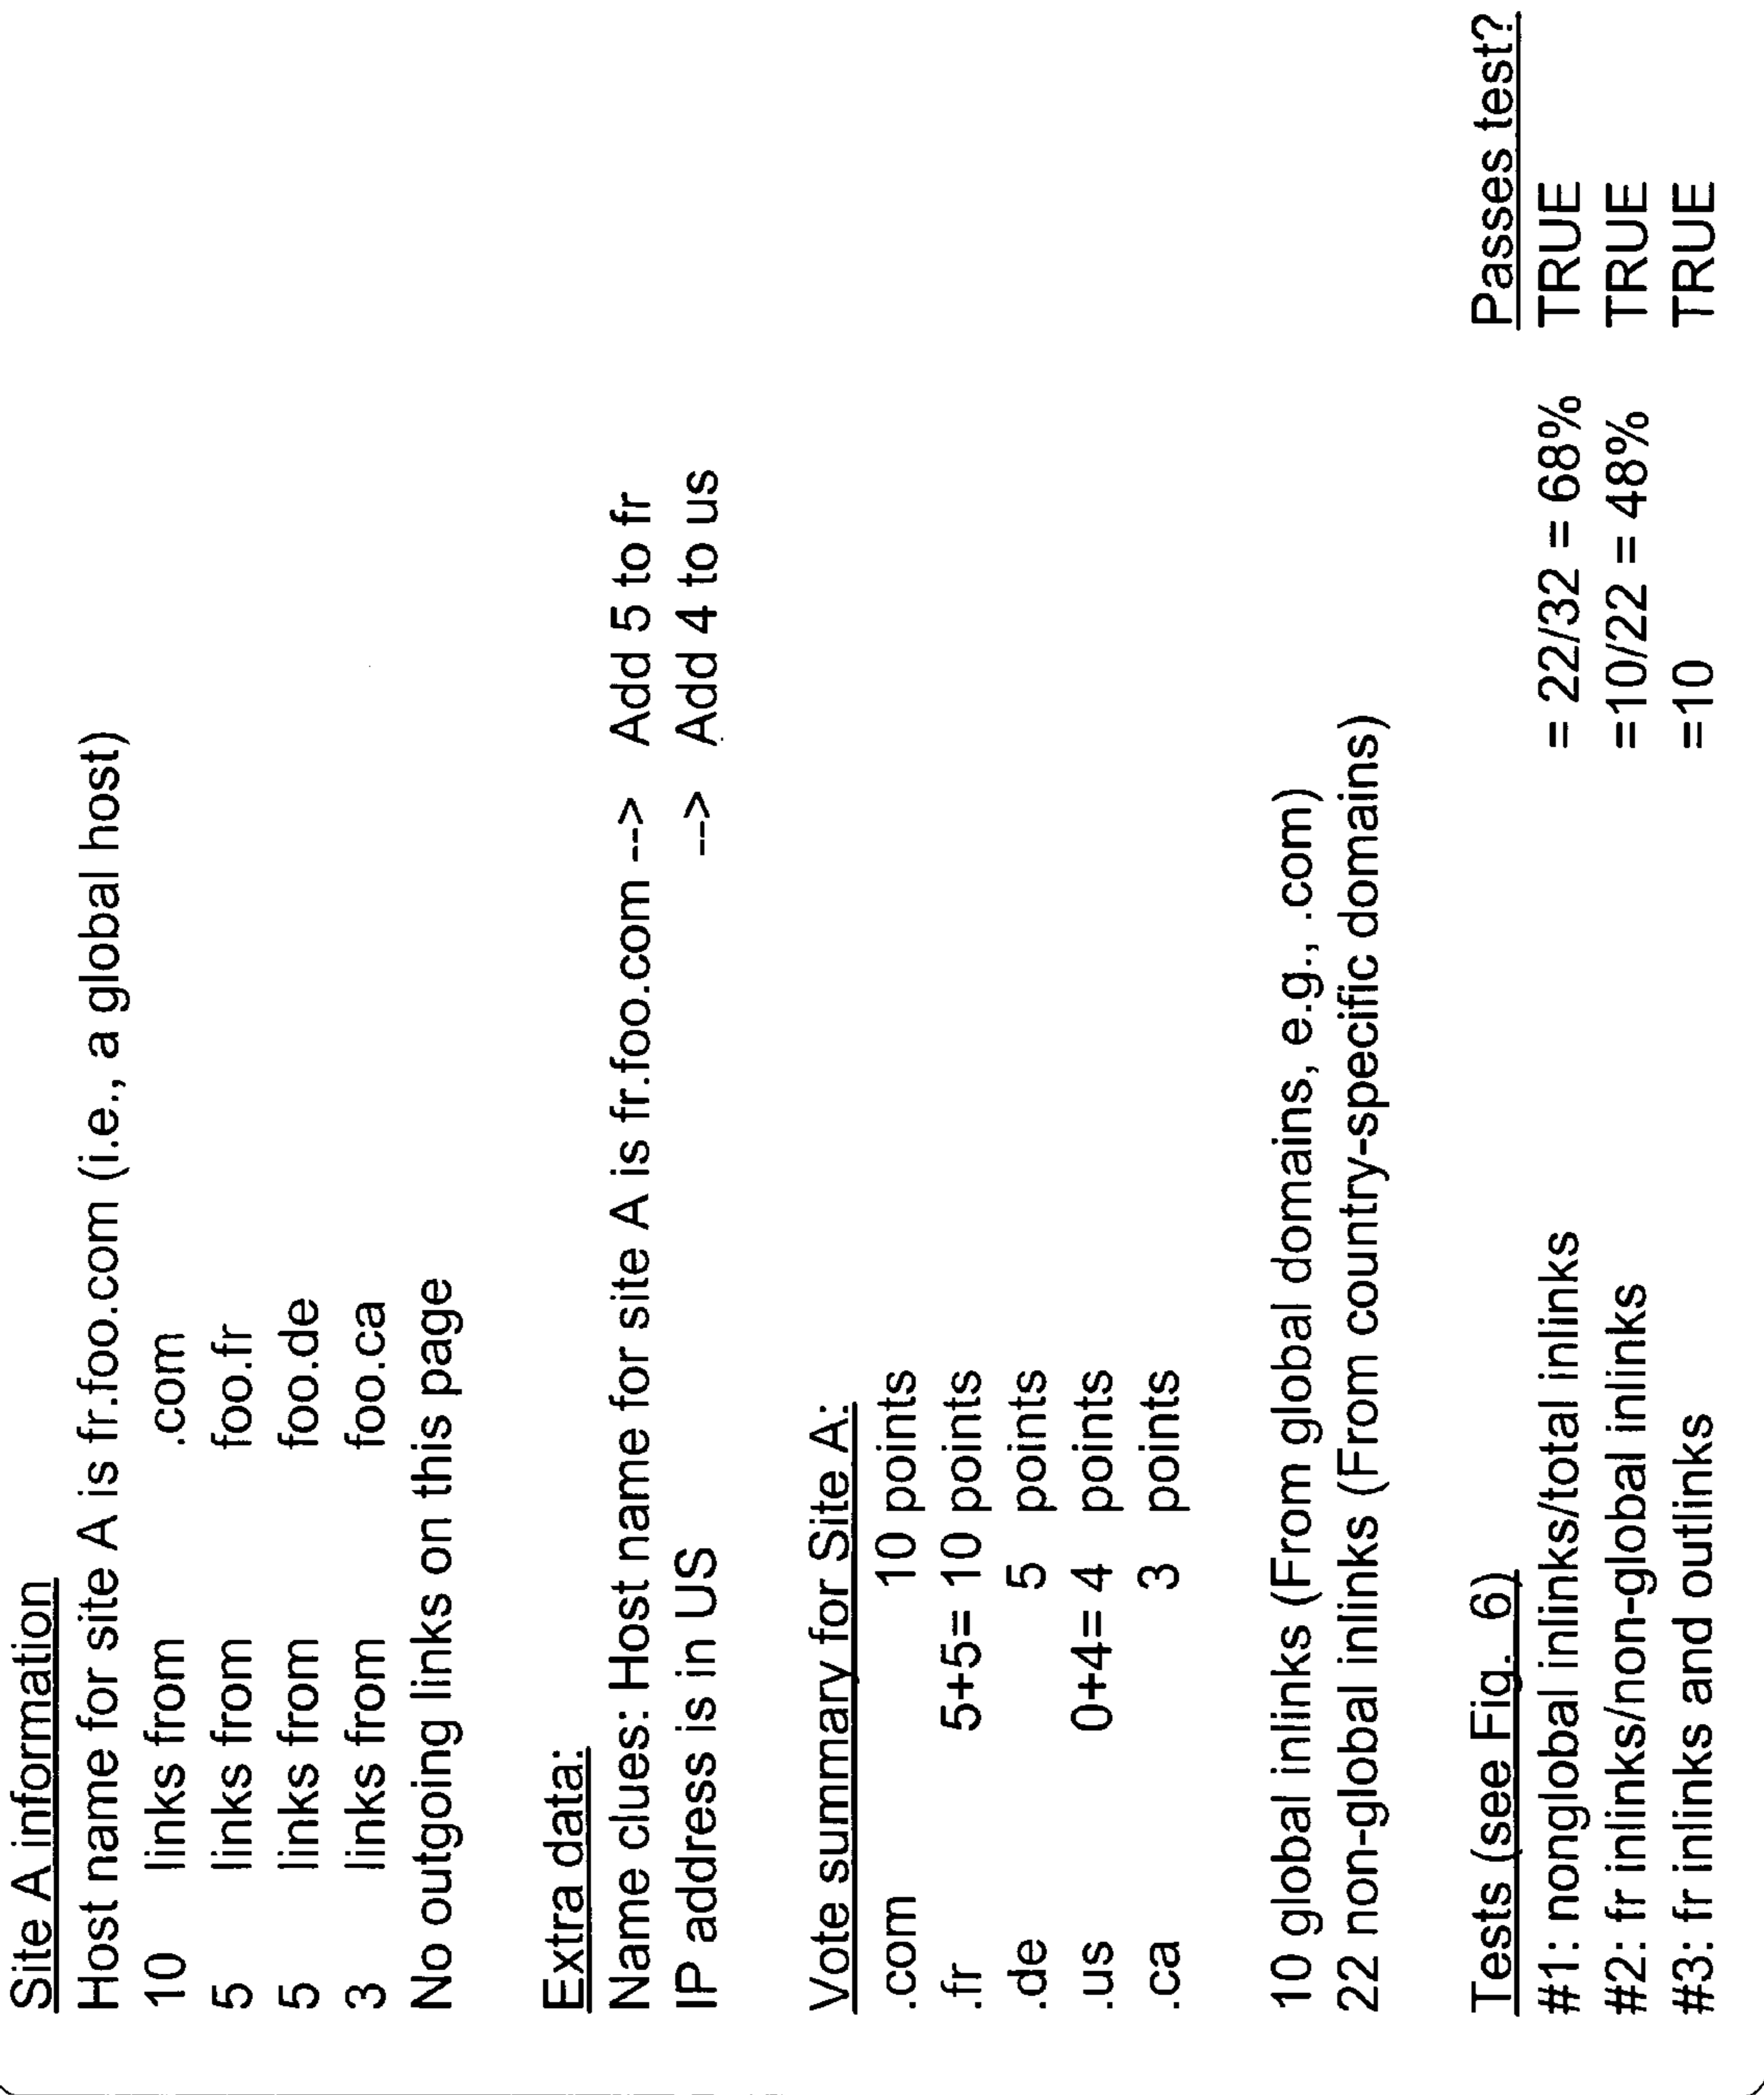 Site A information
Host name for site A is fr.foo.com (i.e., a global host)
10 links from .com
5 links from foo.fr
5 links from foo.de
3 links from foo.ca
No outgoing links on this page
Extra data:
Name clues: Host name for site A is fr.foo.com --> Add 5 to fr
IP address is in US --> Add 4 to us
Vote summary for Site A:
.com 10 points
.fr 5+5= 10 points
.de 5 points
.us 0+4= 4 points
.ca 3 points
10 global inlinks (From global domains, e.g., .com)
22 non-global inlinks (From country-specific domains)
Tests (see Fig. 6) Passes test?
#1: nonglobal inlinks/total inlinks = 22/32 = 68% TRUE
#2: fr inlinks/non-global inlinks =10/22 = 48% TRUE
#3: fr inlinks and outlinks =10 TRUE